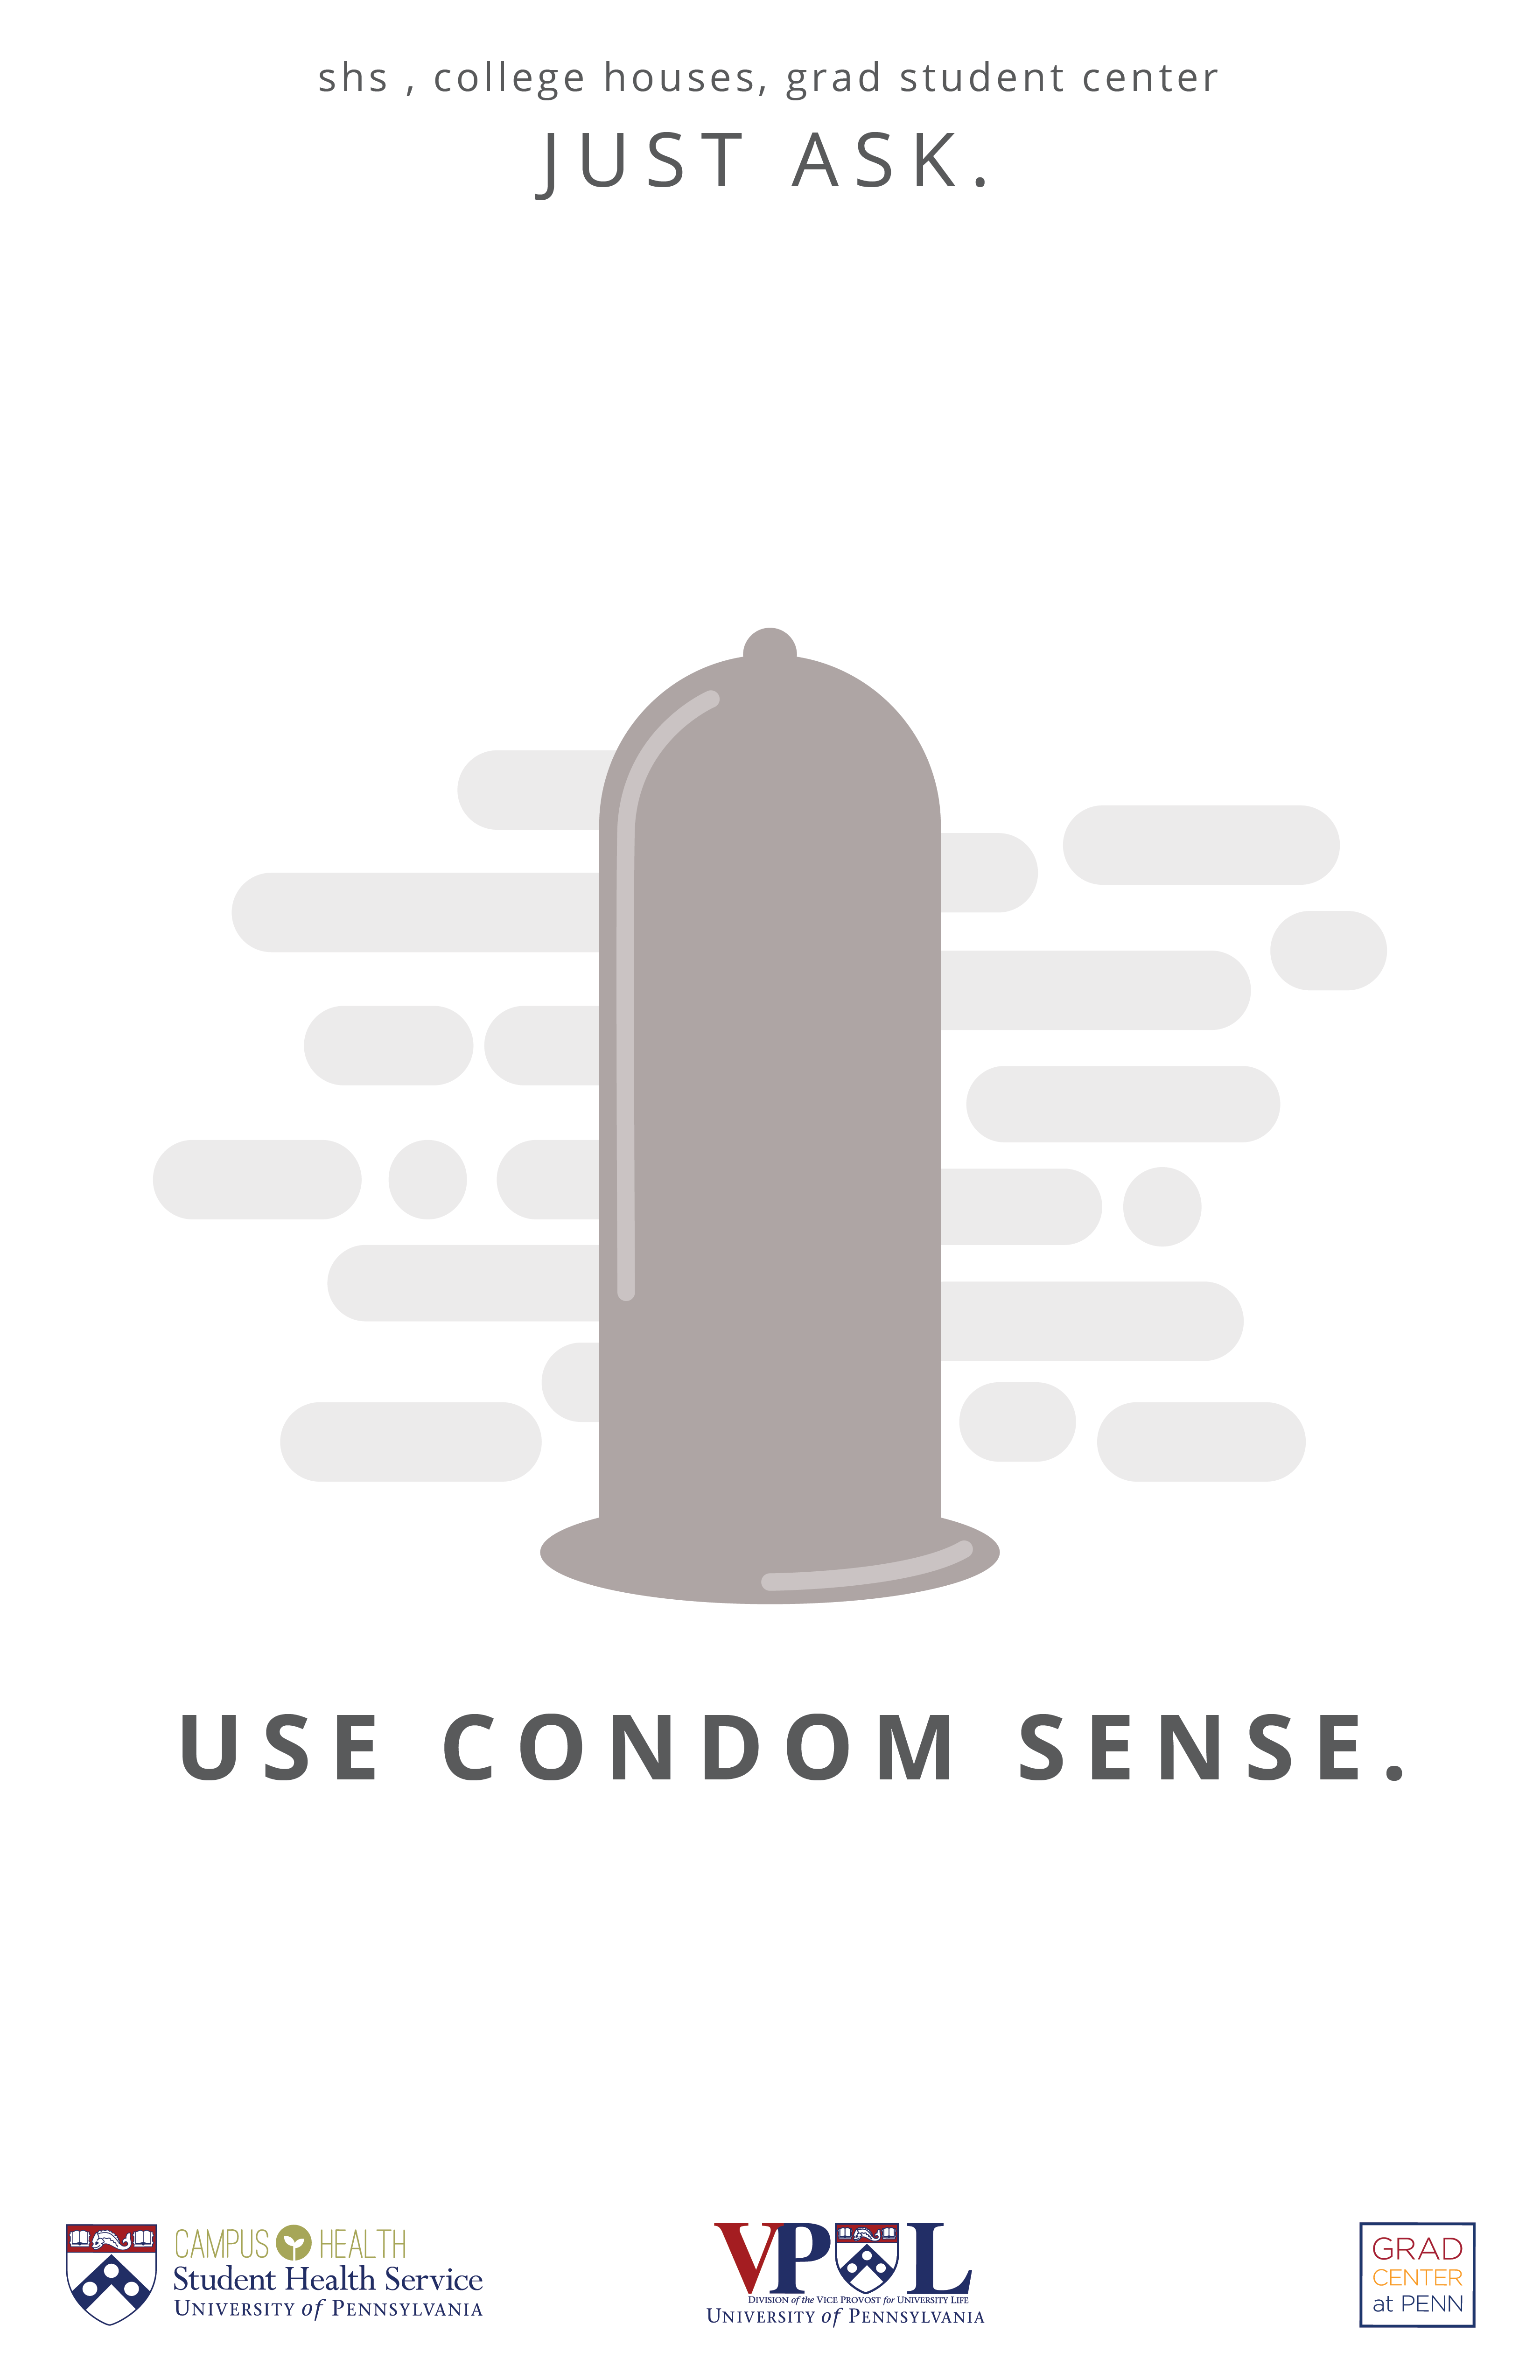 shs , college houses, grad student center
JUST ASK.
USE CONDOM SENSE.
CAMPUS HEALTH
Student Health Service
UNIVERSITY of PENNSYLVANIA
VPUL
DIVISION of the VICE PROVOST for UNIVERSITY LIFE
UNIVERSITY of PENNSYLVANIA
GRAD
CENTER
at PENN